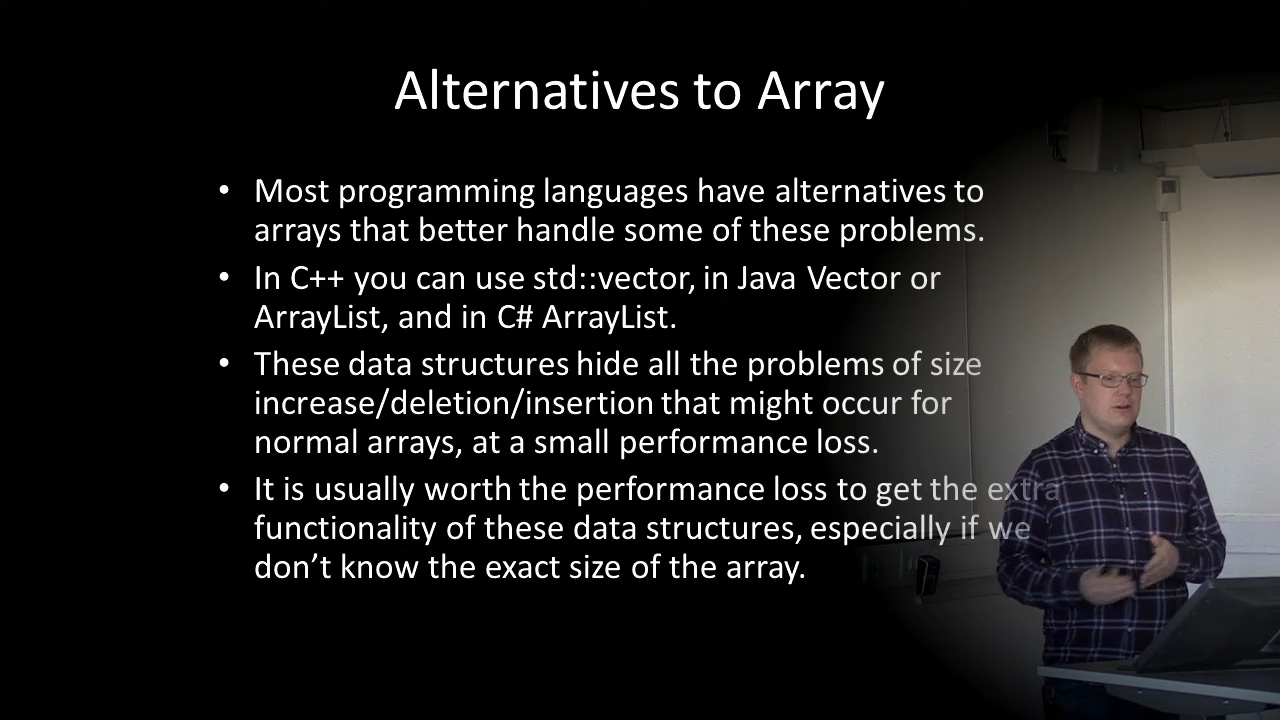 Alternatives to Array
• Most programming languages have alternatives to
arrays that better handle some of these problems.
• In C++ you can use std::vector, in Java Vector or
ArrayList, and in C# ArrayList.
• These data structures hide all the problems of size
increase/deletion/insertion that might occur for
normal arrays, at a small performance loss.
• It is usually worth the performance loss to get the extra
functionality of these data structures, especially if we
don’t know the exact size of the array.